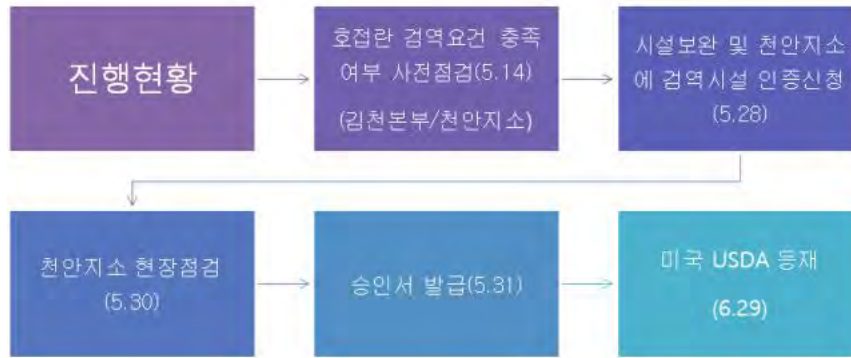 진행현황
호접란 검역요건 충족
여부 사전점검(5.14)
(김천본부/천안지소)
시설보완 및 천안지소
에 검역시설 인증신청
(5.28)
천안지소 현장점검
(5.30)
승인서 발급(5.31)
미국 USDA 등재
(6.29)